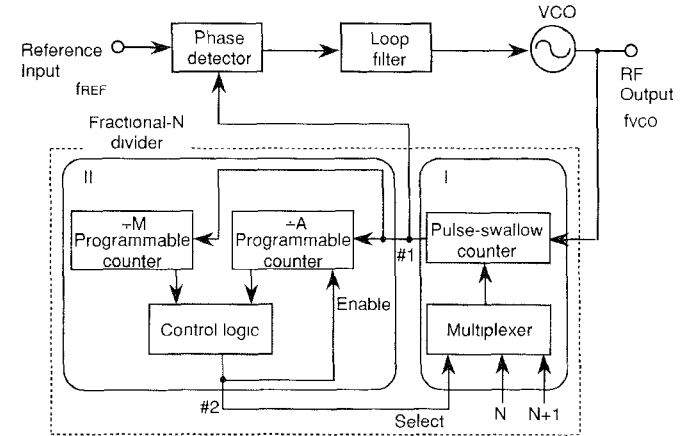 VCO
Reference
Input
fREF
Phase
detector
Loop
filter
RF
Output
fVCO
Fractional-N
divider
II
I
÷M
Programmable
counter
÷A
Programmable
counter
#1
Pulse-swallow
counter
Enable
Control logic
Multiplexer
#2
Select
N
N+1